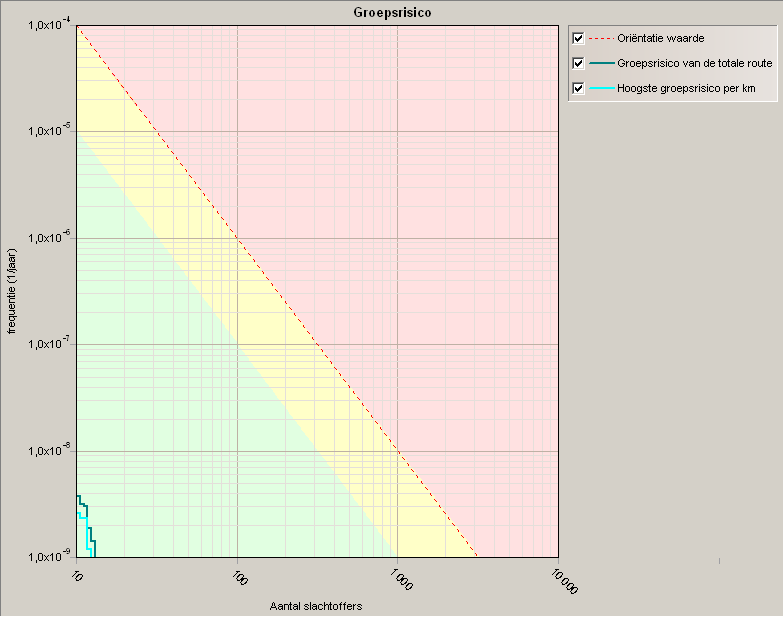 Groepsrisico
1,0x10-4
1,0x10-5
1,0x10-6
1,0x10-7
1,0x10-8
1,0x10-9
frequentie (1/jaar)
10
100
1.000
10.000
Aantal slachtoffers
Oriëntatie waarde
Groepsrisico van de totale route
Hoogste groepsrisico per km